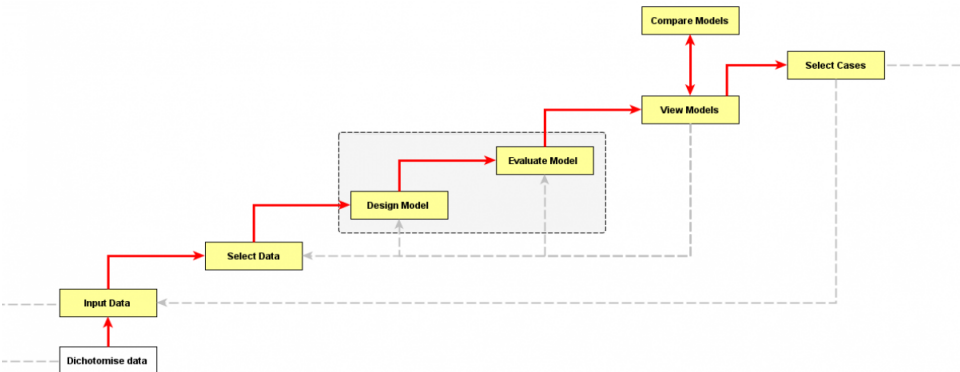 Compare Models
Select Cases
View Models
Evaluate Model
Design Model
Select Data
Input Data
Dichotomise data